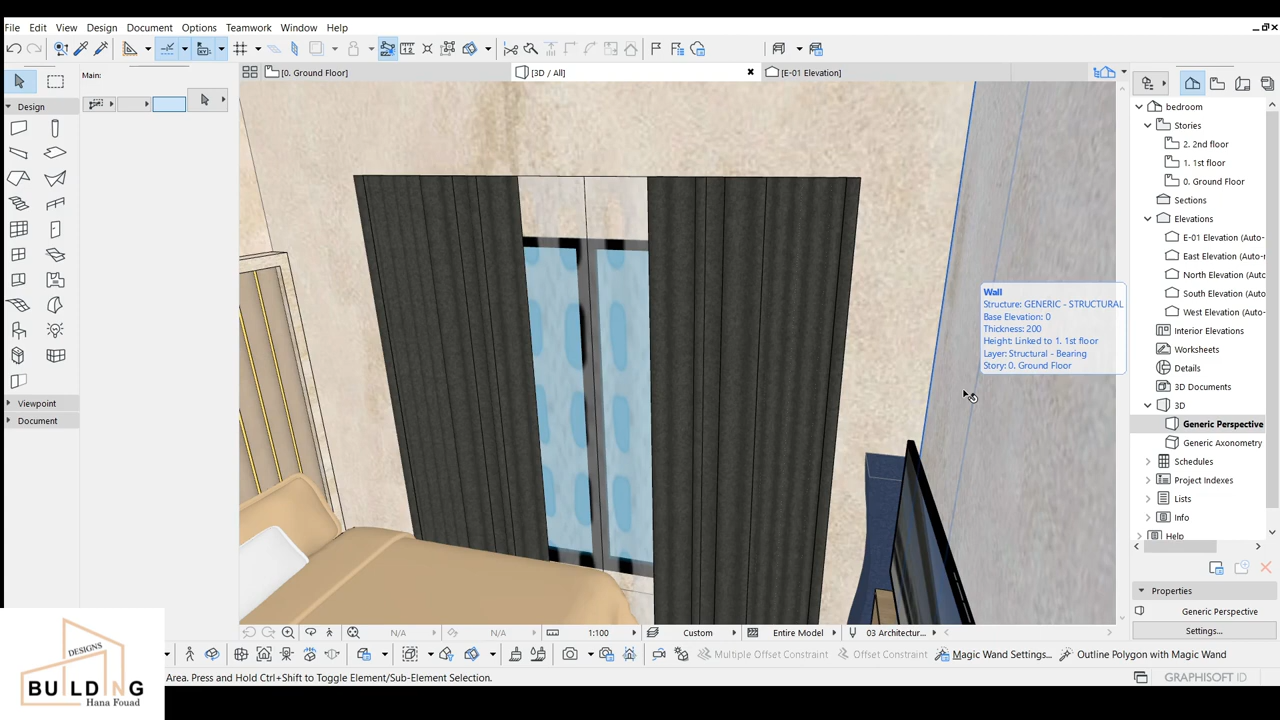 File Edit View Design Document Options Teamwork Window Help
Main:
[0. Ground Floor]
[3D / All]
[E-01 Elevation]
Design
Viewpoint
Document
Wall
Structure: GENERIC - STRUCTURAL
Base Elevation: 0
Thickness: 200
Height: Linked to 1. 1st floor
Layer: Structural - Bearing
Story: 0. Ground Floor
bedroom
Stories
2. 2nd floor
1. 1st floor
0. Ground Floor
Sections
Elevations
E-01 Elevation (Auto-
East Elevation (Auto-
North Elevation (Auto-
South Elevation (Auto-
West Elevation (Auto-
Interior Elevations
Worksheets
Details
3D Documents
3D
Generic Perspective
Generic Axonometry
Schedules
Project Indexes
Lists
Info
Help
Properties
Generic Perspective
Settings...
N/A N/A 1:100 Custom Entire Model 03 Architectur...
Multiple Offset Constraint Offset Constraint Magic Wand Settings... Outline Polygon with Magic Wand
Area. Press and Hold Ctrl+Shift to Toggle Element/Sub-Element Selection.
GRAPHISOFT ID
DESIGNS
BUILDING
Hana Fouad